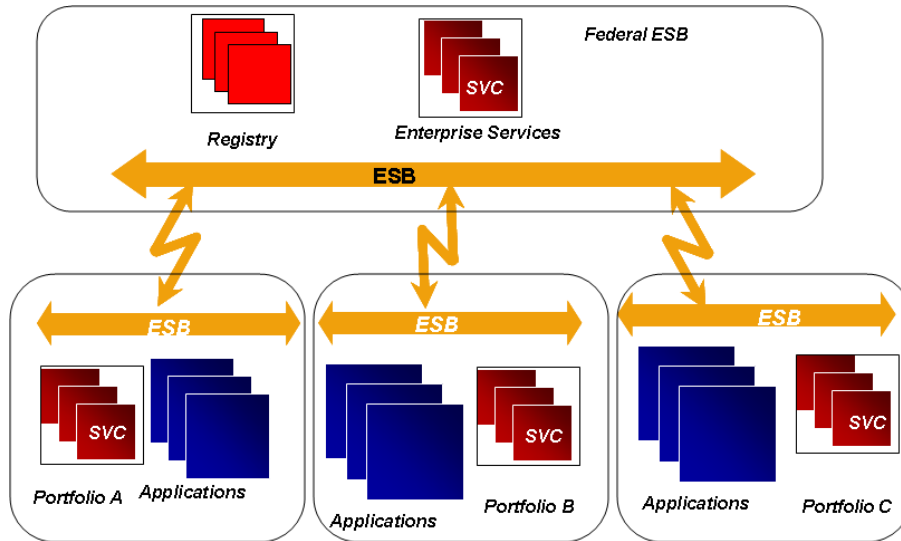 Federal ESB
SVC
Registry
Enterprise Services
ESB
ESB
SVC
Portfolio A
Applications
ESB
SVC
Applications
Portfolio B
ESB
SVC
Applications
Portfolio C